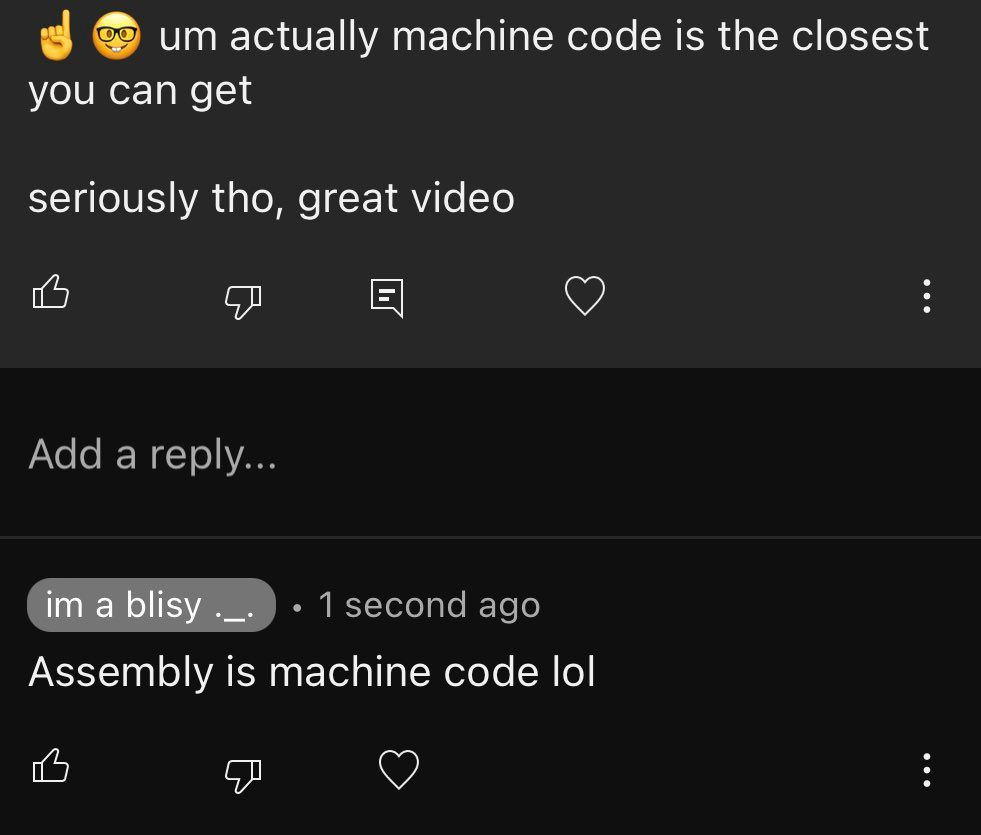 ☝️🤓 um actually machine code is the closest
you can get
seriously tho, great video
Add a reply...
im a blisy ._. • 1 second ago
Assembly is machine code lol